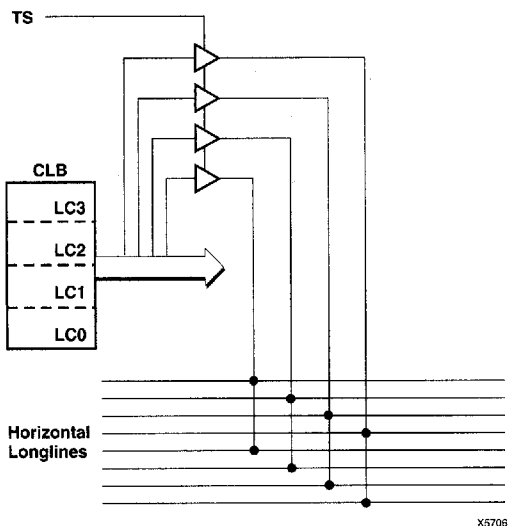 TS
CLB
LC3
LC2
LC1
LC0
Horizontal
Longlines
X5706